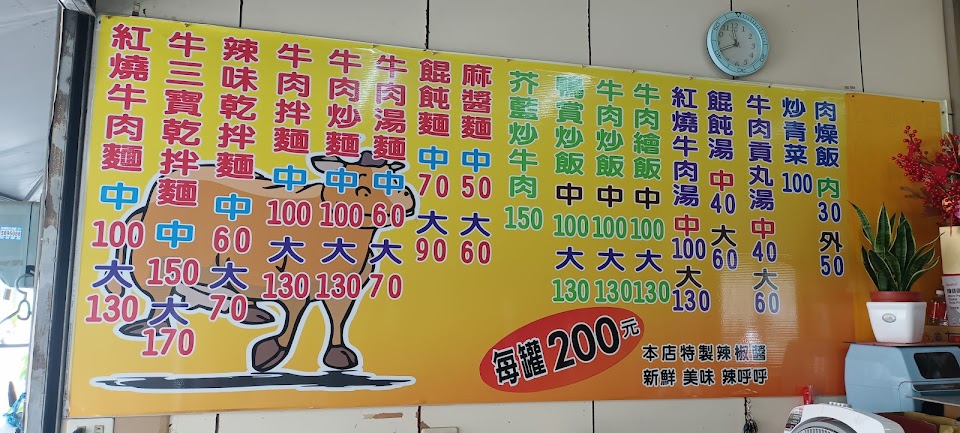 紅燒牛肉麵 中 100 大 130
牛三寶乾拌麵 中 150 大 170
辣味乾拌麵 中 60 大 70
牛肉拌麵 中 100 大 130
牛肉炒麵 中 100 大 130
牛肉湯 中 60 大 70
餛飩麵 中 70 大 90
麻醬麵 中 50 大 60
芥藍炒牛肉 150
鴨賞炒飯 中 100 大 130
牛肉炒飯 中 100 大 130
牛肉繪飯 中 100 大 130
紅燒牛肉湯 中 100 大 130
餛飩湯 中 40 大 60
牛肉貢丸湯 中 40 大 60
炒青菜 100
肉燥飯 內 30 外 50
每罐200元
本店特製辣椒醬
新鮮 美味 辣呼呼